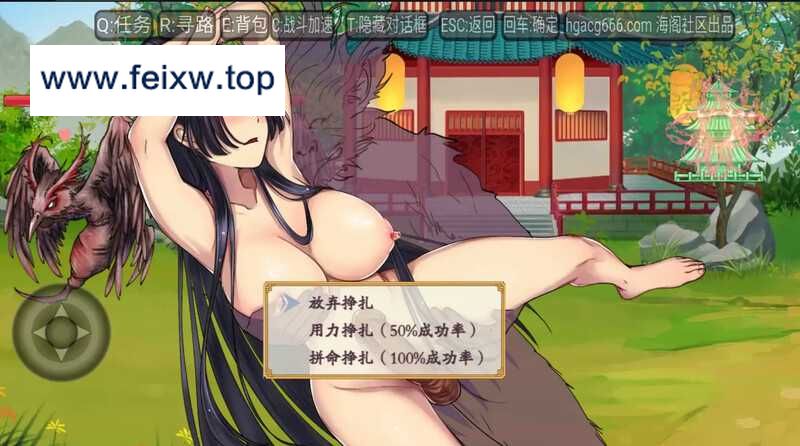 Q:任务 R:寻路 E:背包 C:战斗加速 T:隐藏对话框 ESC:返回 回车:确定 hgacg666.com 海阁社区出品
www.feixw.top
放弃挣扎
用力挣扎（50%成功率）
拼命挣扎（100%成功率）